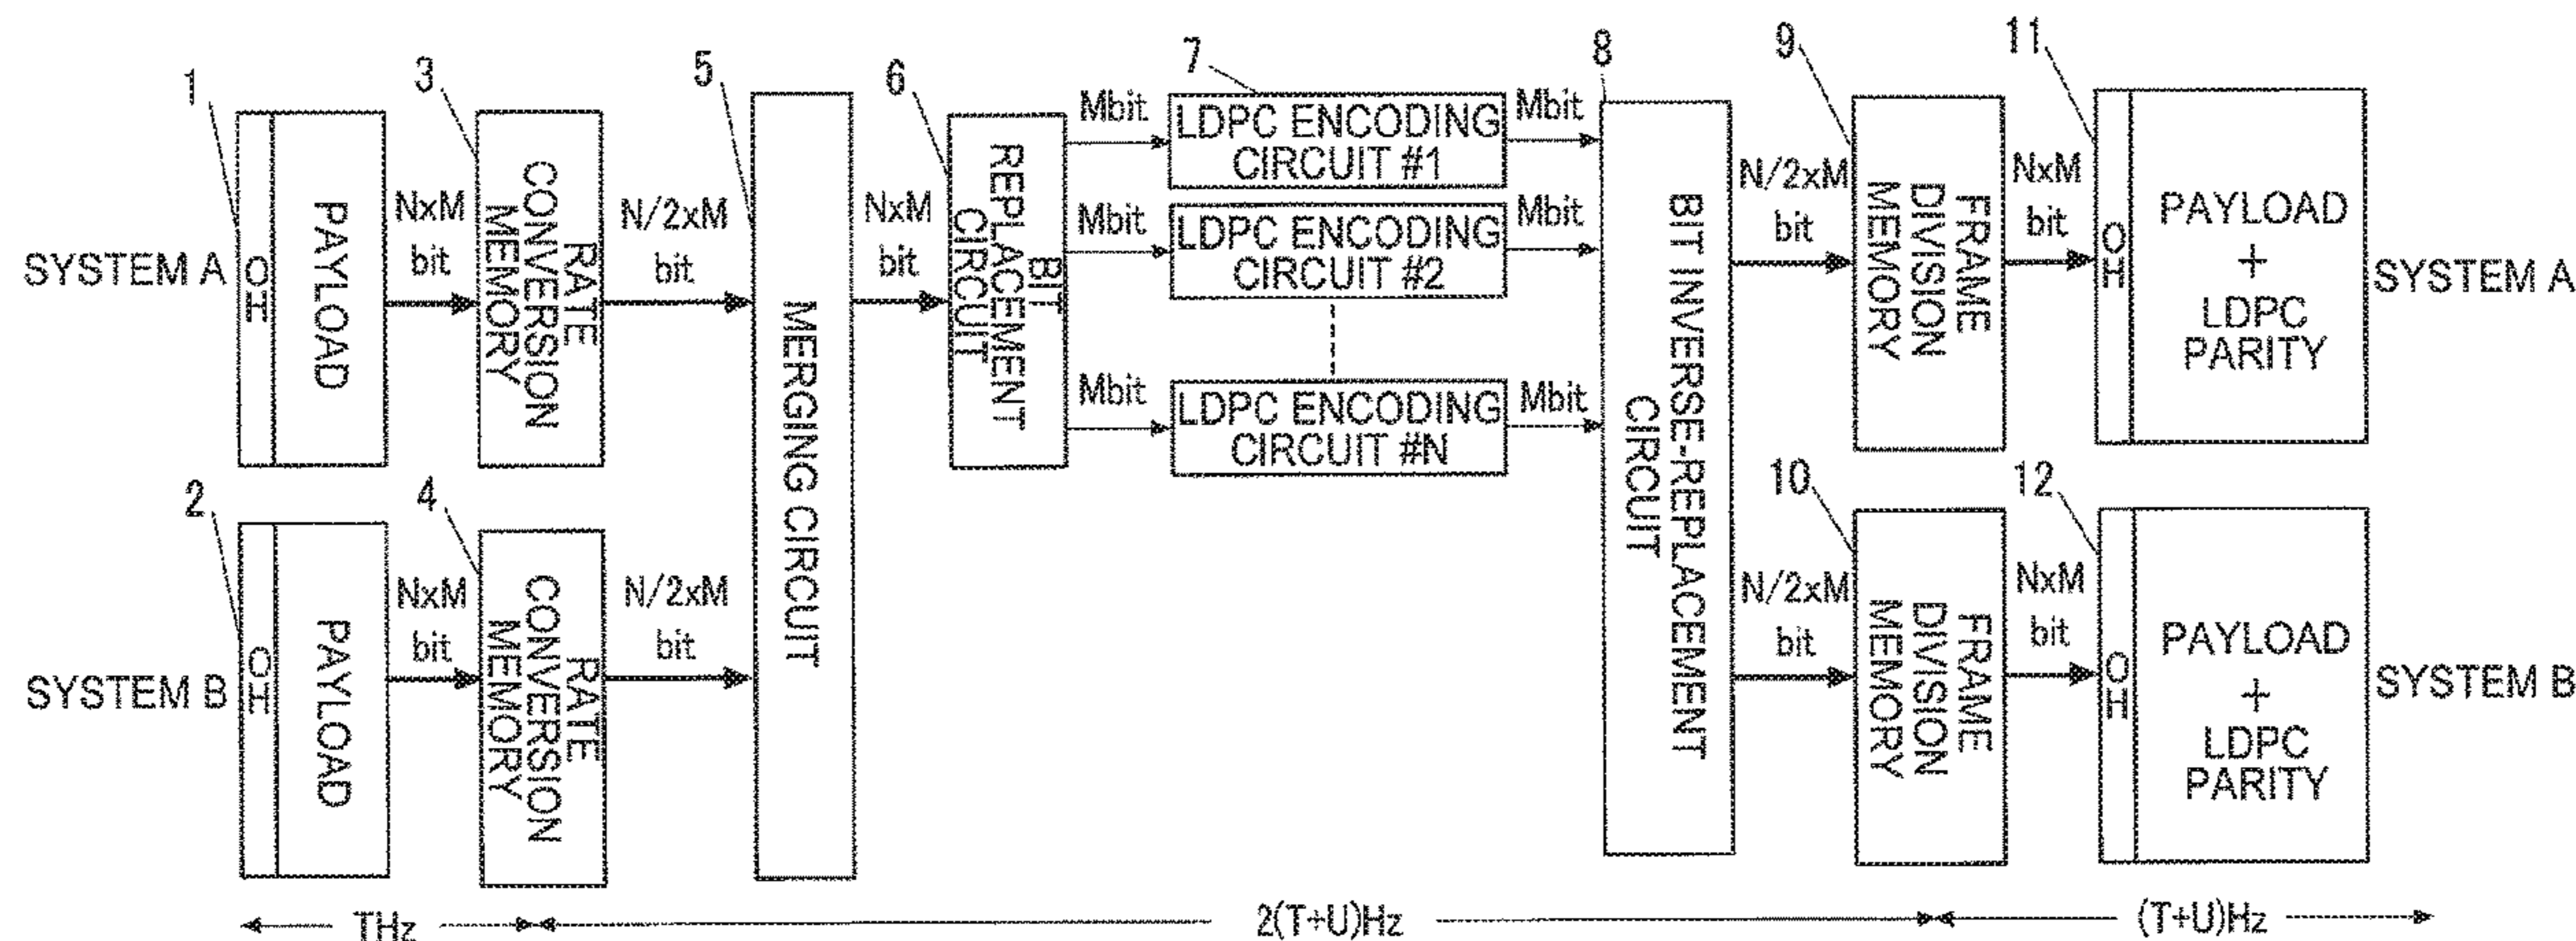 1
3
5
6
7
8
9
11
SYSTEM A
OH
PAYLOAD
NxM
bit
RATE
CONVERSION
MEMORY
N/2xM
bit
MERGING CIRCUIT
NxM
bit
BIT
REPLACEMENT
CIRCUIT
Mbit
LDPC ENCODING
CIRCUIT #1
Mbit
Mbit
LDPC ENCODING
CIRCUIT #2
Mbit
Mbit
LDPC ENCODING
CIRCUIT #N
Mbit
BIT INVERSE-REPLACEMENT
CIRCUIT
N/2xM
bit
FRAME
DIVISION
MEMORY
NxM
bit
OH
PAYLOAD
+
LDPC
PARITY
SYSTEM A
2
4
10
12
SYSTEM B
OH
PAYLOAD
NxM
bit
RATE
CONVERSION
MEMORY
N/2xM
bit
N/2xM
bit
FRAME
DIVISION
MEMORY
NxM
bit
OH
PAYLOAD
+
LDPC
PARITY
SYSTEM B
THz
2(T+U)Hz
(T+U)Hz